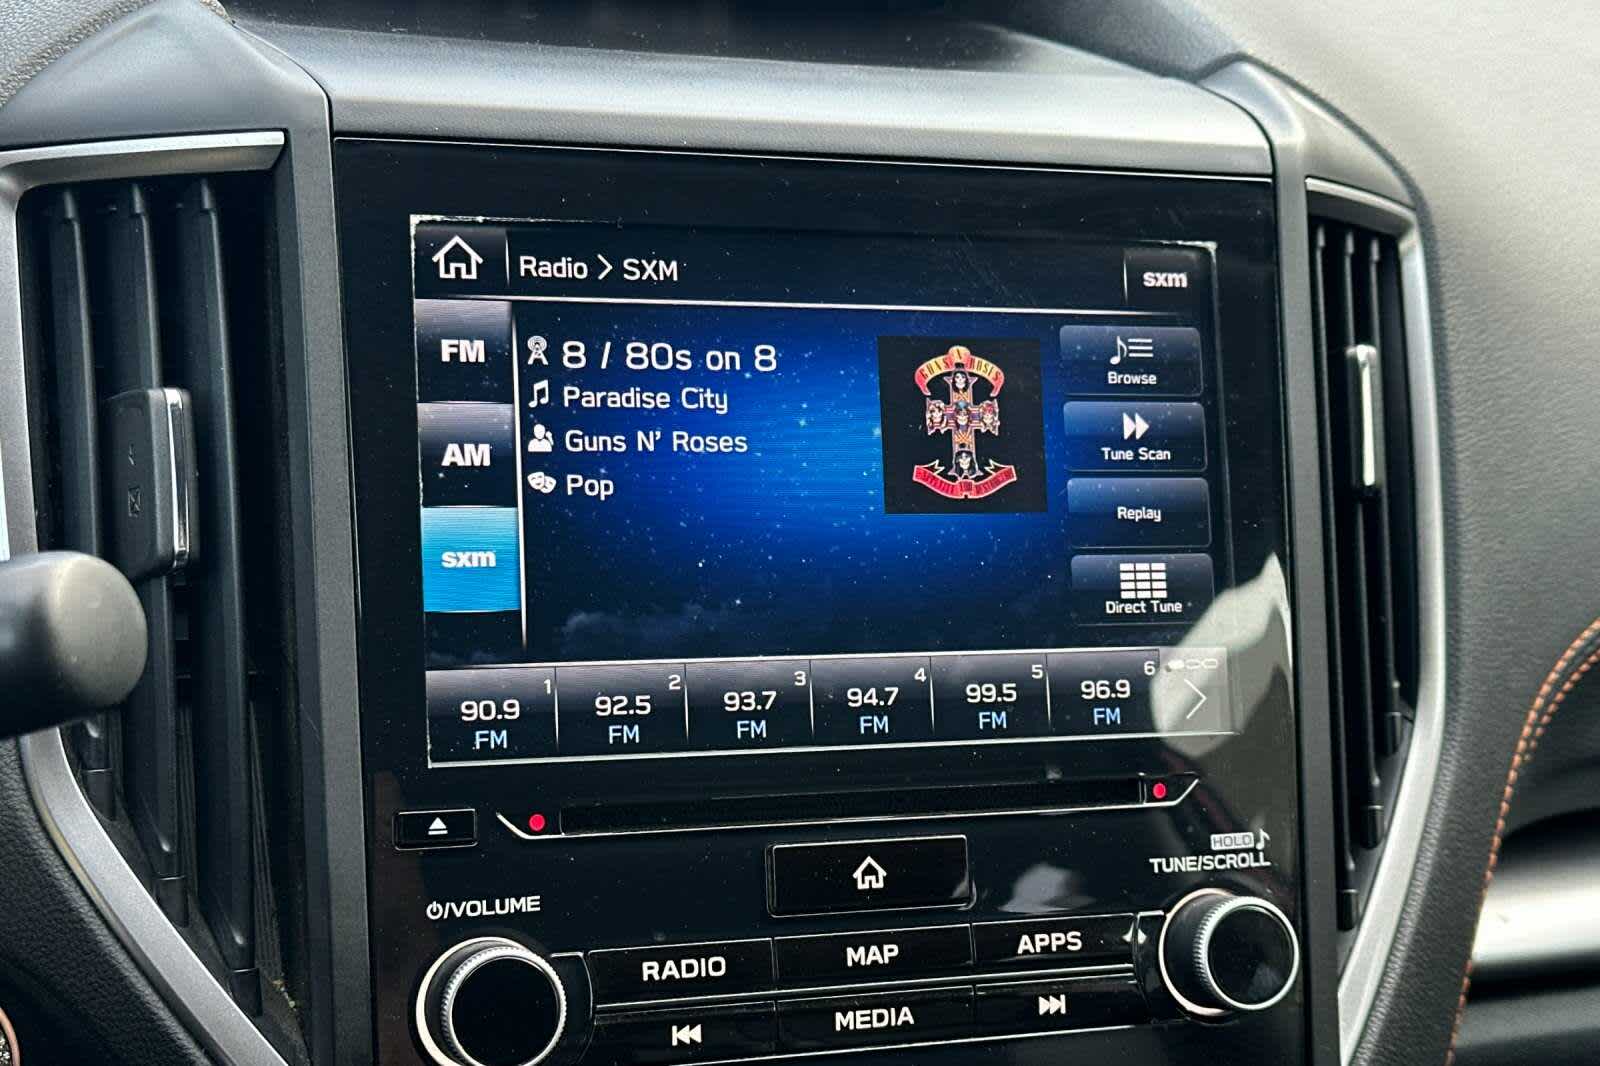 Radio > SXM
sxm
FM
AM
sxm
8 / 80s on 8
Paradise City
Guns N' Roses
Pop
GUNS N ROSES
Browse
Tune Scan
Replay
Direct Tune
90.9 1
FM
92.5 2
FM
93.7 3
FM
94.7 4
FM
99.5 5
FM
96.9 6
FM
HOLD
TUNE/SCROLL
/VOLUME
RADIO
MAP
APPS
MEDIA